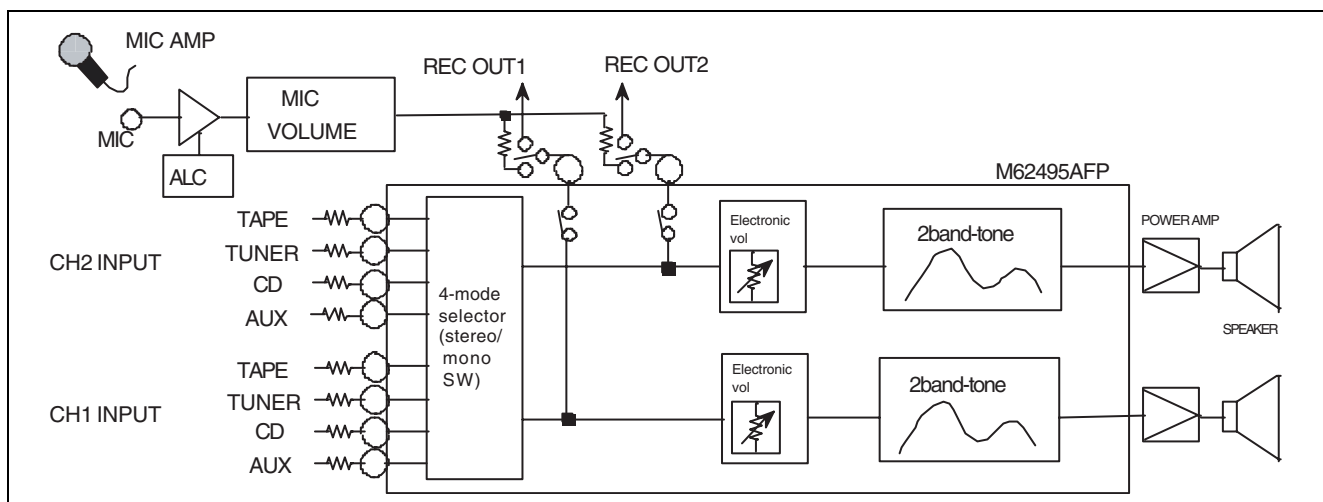 MIC AMP
REC OUT1
REC OUT2
MIC
MIC
VOLUME
ALC
M62495AFP
CH2 INPUT
TAPE
TUNER
CD
AUX
4-mode
selector
(stereo/
mono
SW)
Electronic
vol
2band-tone
POWER AMP
SPEAKER
CH1 INPUT
TAPE
TUNER
CD
AUX
Electronic
vol
2band-tone